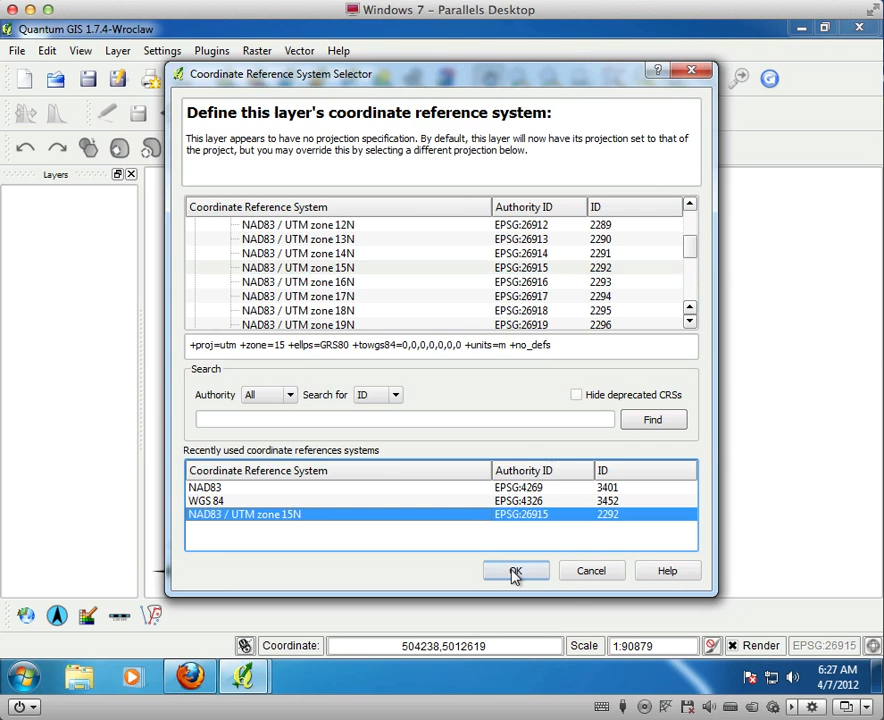 Windows 7 - Parallels Desktop
Quantum GIS 1.7.4-Wroclaw
File Edit View Layer Settings Plugins Raster Vector Help
Coordinate Reference System Selector
Define this layer's coordinate reference system:
This layer appears to have no projection specification. By default, this layer will now have its projection set to that of
the project, but you may override this by selecting a different projection below.
Layers
Coordinate Reference System Authority ID ID
NAD83 / UTM zone 12N EPSG:26912 2289
NAD83 / UTM zone 13N EPSG:26913 2290
NAD83 / UTM zone 14N EPSG:26914 2291
NAD83 / UTM zone 15N EPSG:26915 2292
NAD83 / UTM zone 16N EPSG:26916 2293
NAD83 / UTM zone 17N EPSG:26917 2294
NAD83 / UTM zone 18N EPSG:26918 2295
NAD83 / UTM zone 19N EPSG:26919 2296
+proj=utm +zone=15 +ellps=GRS80 +towgs84=0,0,0,0,0,0,0 +units=m +no_defs
Search
Authority All Search for ID Hide deprecated CRSs
Find
Recently used coordinate references systems
Coordinate Reference System Authority ID ID
NAD83 EPSG:4269 3401
WGS 84 EPSG:4326 3452
NAD83 / UTM zone 15N EPSG:26915 2292
OK Cancel Help
Coordinate: 504238,5012619 Scale 1:90879 Render EPSG:26915
6:27 AM
4/7/2012